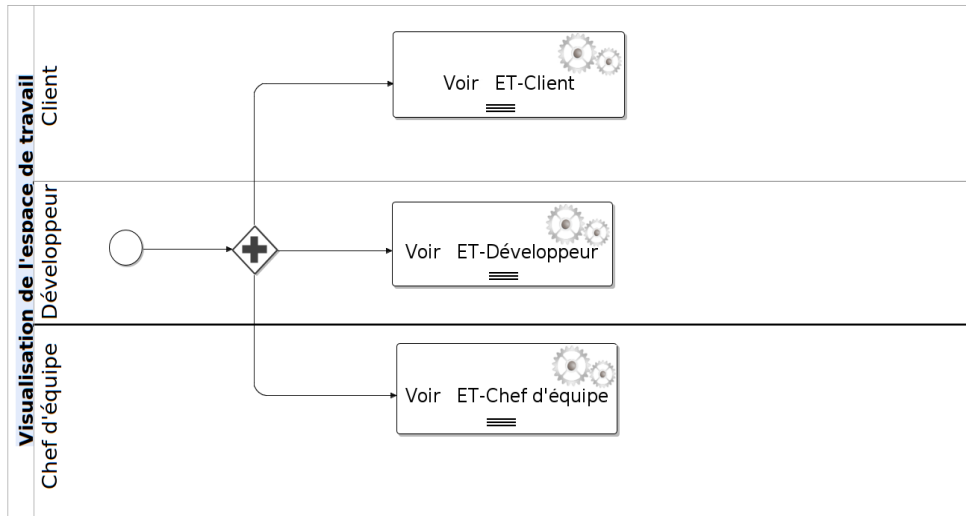 Visualisation de l'espace de travail
Client
Voir ET-Client
Développeur
Voir ET-Développeur
Chef d'équipe
Voir ET-Chef d'équipe